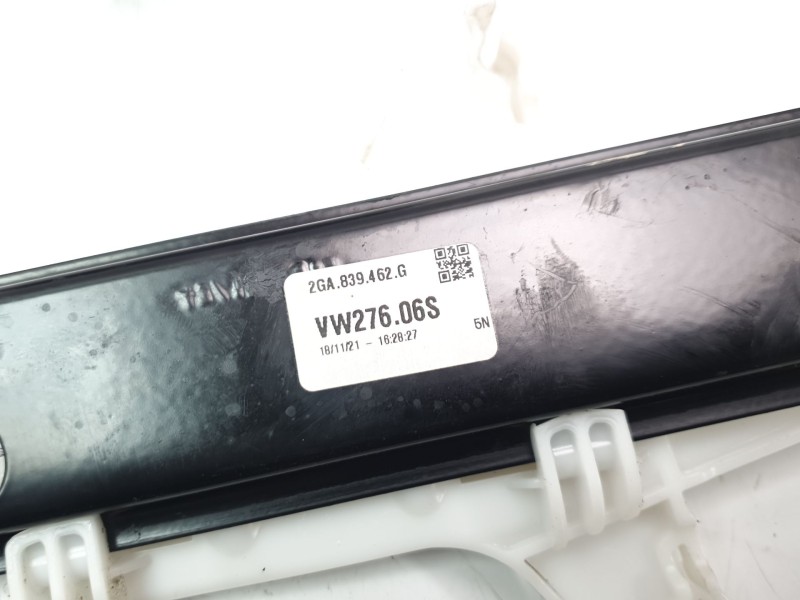 2GA.839.462.G
VW276.06S
5N
18/11/21 - 16:28:27